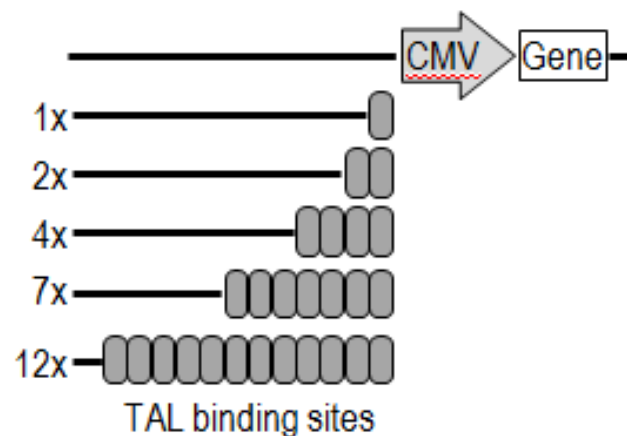 CMV Gene
1x
2x
4x
7x
12x
TAL binding sites